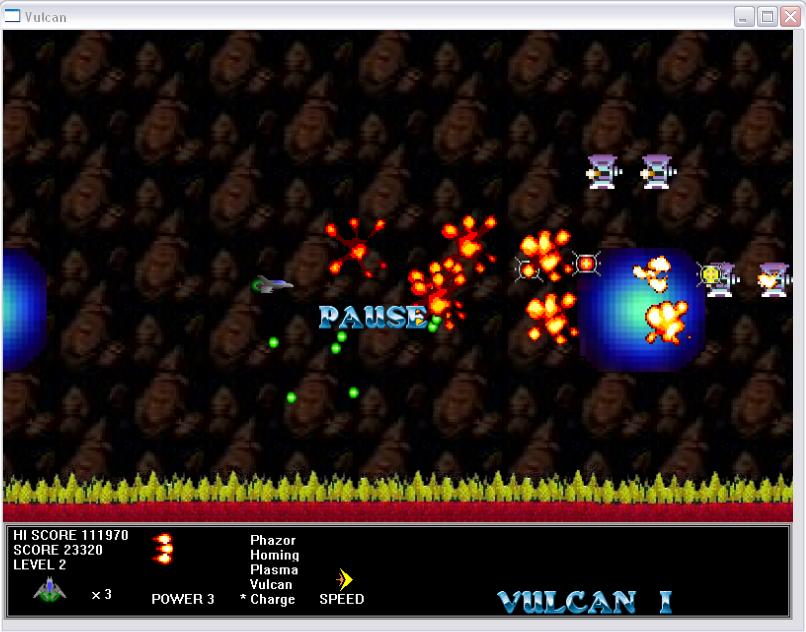 Vulcan
PAUSE
HI SCORE 111970
SCORE 23320
LEVEL 2
x 3
POWER 3
Phazor
Homing
Plasma
Vulcan
* Charge
SPEED
VULCAN I